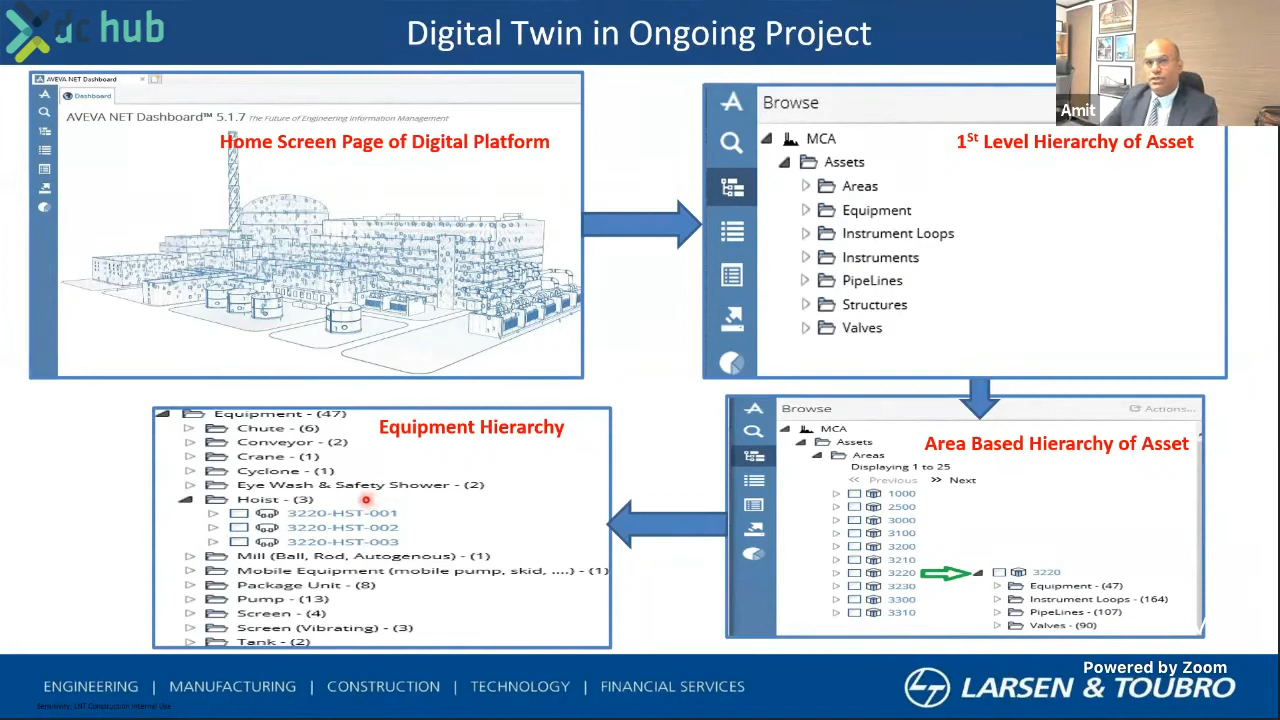 dc hub
Digital Twin in Ongoing Project
Amit
AVEVA NET Dashboard
Dashboard
AVEVA NET Dashboard™ 5.1.7 The Future of Engineering Information Management
Home Screen Page of Digital Platform
Browse
1St Level Hierarchy of Asset
MCA
Assets
Areas
Equipment
Instrument Loops
Instruments
PipeLines
Structures
Valves
Equipment - (47)
Equipment Hierarchy
Chute - (6)
Conveyor - (2)
Crane - (1)
Cyclone - (1)
Eye Wash & Safety Shower - (2)
Hoist - (3)
3220-HST-001
3220-HST-002
3220-HST-003
Mill (Ball, Rod, Autogenous) - (1)
Mobile Equipment (mobile pump, skid, ....) - (1)
Package Unit - (8)
Pump - (13)
Screen - (4)
Screen (Vibrating) - (3)
Tank - (2)
Browse
Actions...
Area Based Hierarchy of Asset
MCA
Assets
Areas
Displaying 1 to 25
<< Previous >> Next
1000
2500
3000
3100
3200
3210
3220
3230
3300
3310
3220
Equipment - (47)
Instrument Loops - (164)
PipeLines - (107)
Valves - (90)
Powered by Zoom
ENGINEERING | MANUFACTURING | CONSTRUCTION | TECHNOLOGY | FINANCIAL SERVICES
LARSEN & TOUBRO
Sensitivity: LNT Construction Internal Use